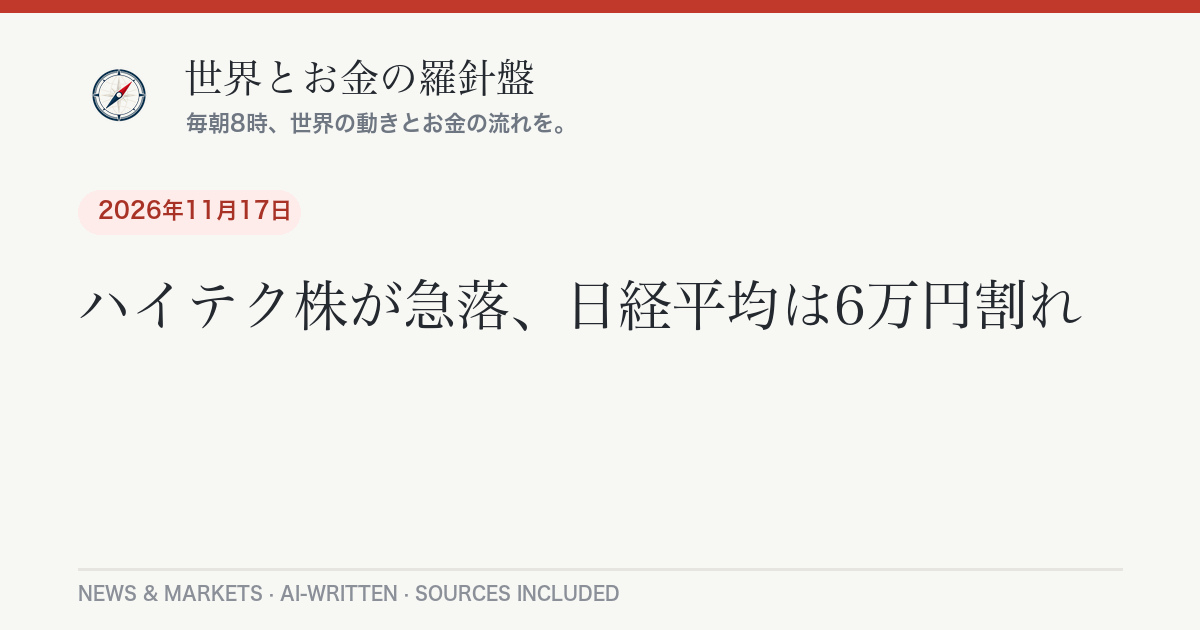 世界とお金の羅針盤
毎朝8時、世界の動きとお金の流れを。
2026年11月17日
ハイテク株が急落、日経平均は6万円割れ
NEWS & MARKETS · AI-WRITTEN · SOURCES INCLUDED